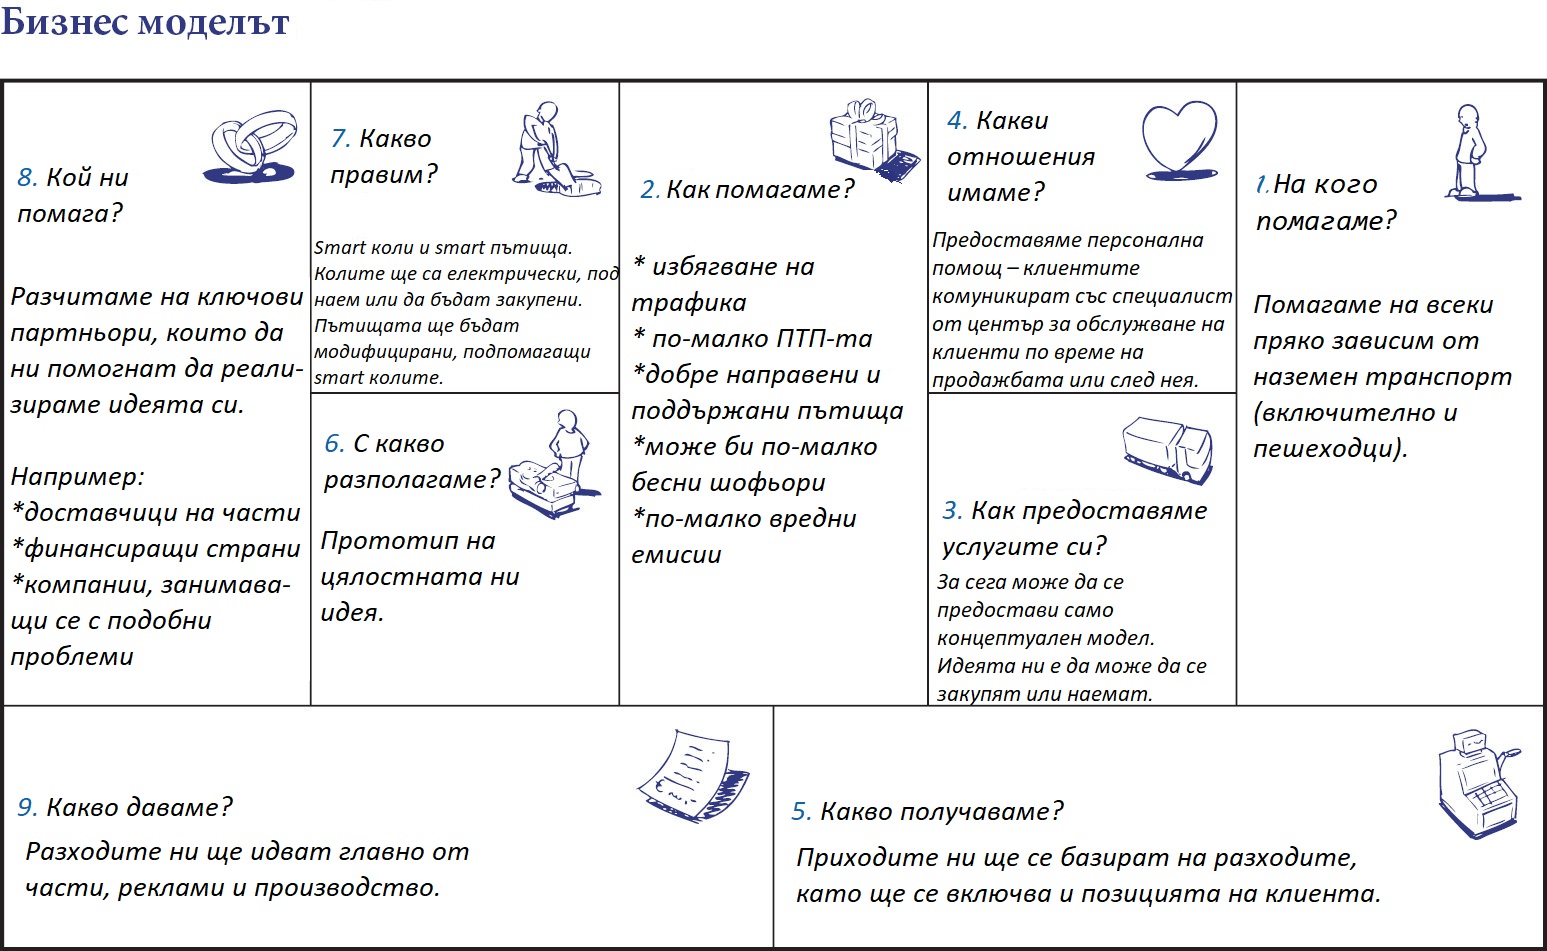 Бизнес моделът
8. Кой ни
помага?
Разчитаме на ключови
партньори, които да
ни помогнат да реали-
зираме идеята си.
Например:
*доставчици на части
*финансиращи страни
*компании, занимава-
щи се с подобни
проблеми
7. Какво
правим?
Smart коли и smart пътища.
Колите ще са електрически, под
наем или да бъдат закупени.
Пътищата ще бъдат
модифицирани, подпомагащи
smart колите.
6. С какво
разполагаме?
Прототип на
цялостната ни
идея.
2. Как помагаме?
* избягване на
трафика
* по-малко ПТП-та
*добре направени и
поддържани пътища
*може би по-малко
бесни шофьори
*по-малко вредни
емисии
4. Какви
отношения
имаме?
Предоставяме персонална
помощ – клиентите
комуникират със специалист
от център за обслужване на
клиенти по време на
продажбата или след нея.
3. Как предоставяме
услугите си?
За сега може да се
предостави само
концептуален модел.
Идеята ни е да може да се
закупят или наемат.
1. На кого
помагаме?
Помагаме на всеки
пряко зависим от
наземен транспорт
(включително и
пешеходци).
9. Какво даваме?
Разходите ни ще идват главно от
части, реклами и производство.
5. Какво получаваме?
Приходите ни ще се базират на разходите,
като ще се включва и позицията на клиента.